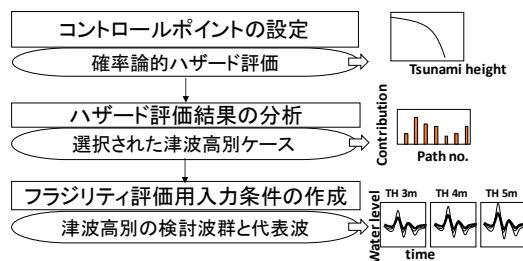 コントロールポイントの設定
確率論的ハザード評価
Tsunami height
ハザード評価結果の分析
選択された津波高別ケース
Contribution
Path no.
フラジリティ評価用入力条件の作成
津波高別の検討波群と代表波
TH 3m TH 4m TH 5m
Water level
time